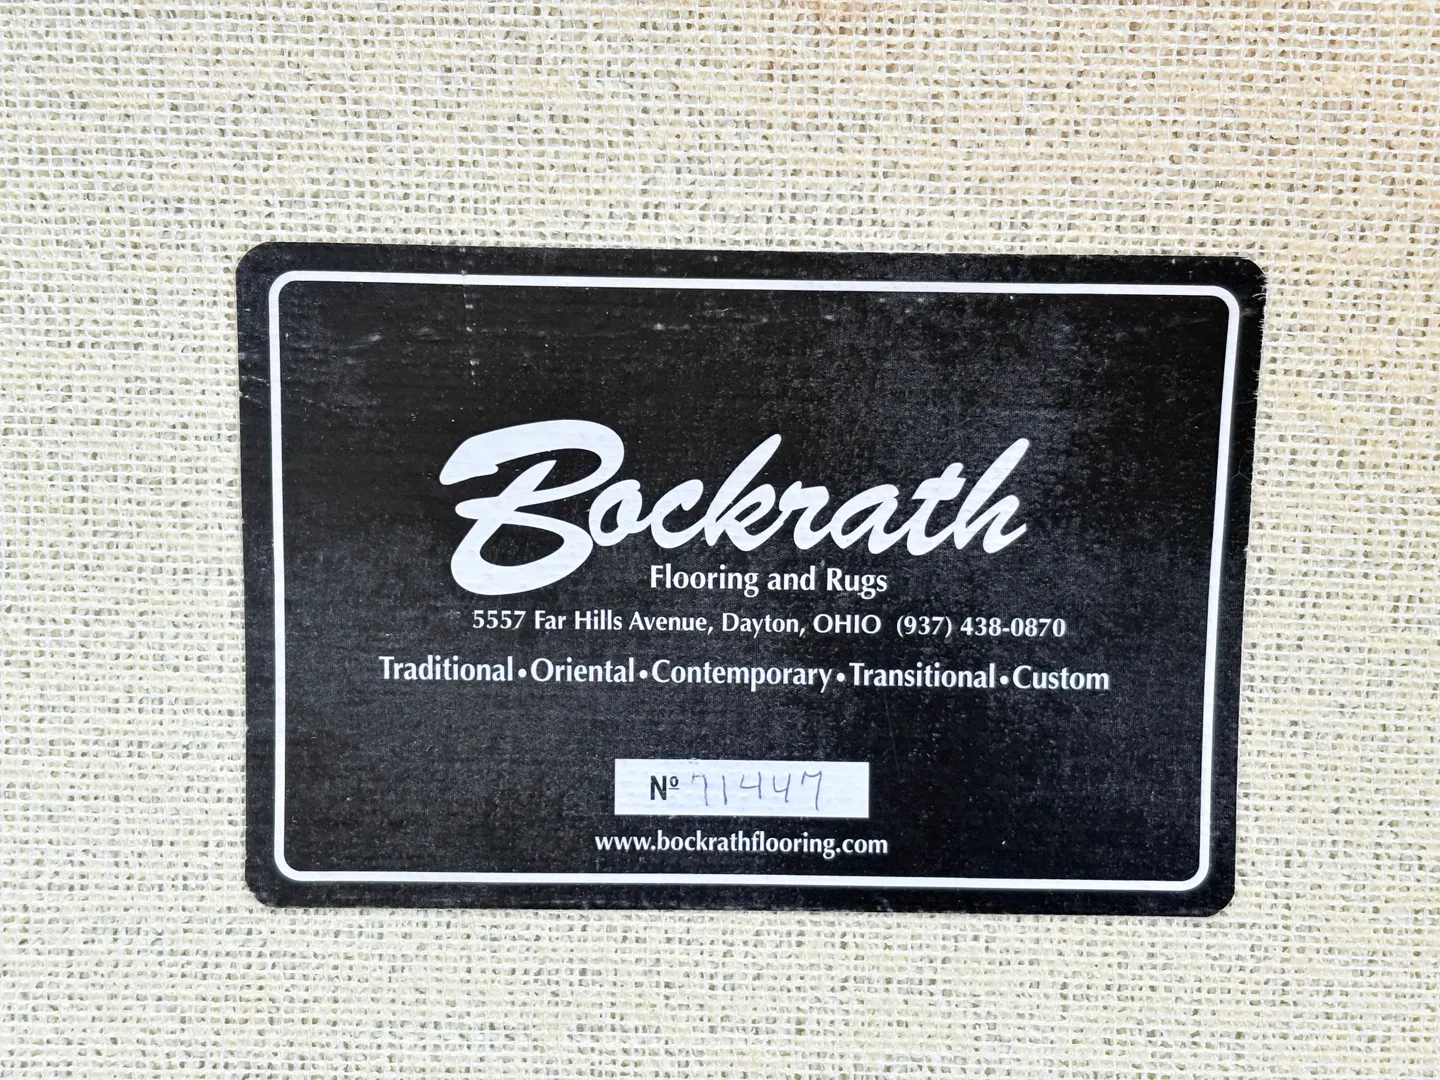 Bockrath
Flooring and Rugs
5557 Far Hills Avenue, Dayton, OHIO (937) 438-0870
Traditional•Oriental•Contemporary•Transitional•Custom
Nº 71447
www.bockrathflooring.com